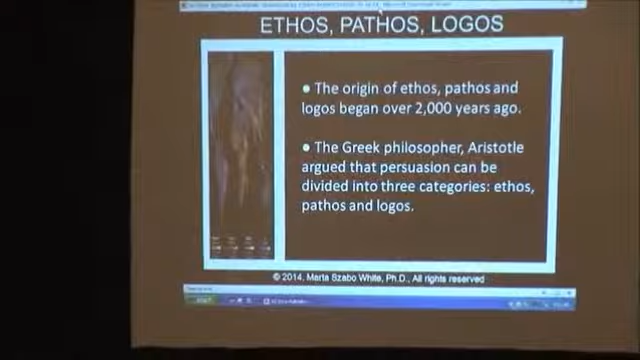 ETHOS, PATHOS, LOGOS
● The origin of ethos, pathos and
logos began over 2,000 years ago.
● The Greek philosopher, Aristotle
argued that persuasion can be
divided into three categories: ethos,
pathos and logos.
© 2014, Marta Szabo White, Ph.D., All rights reserved